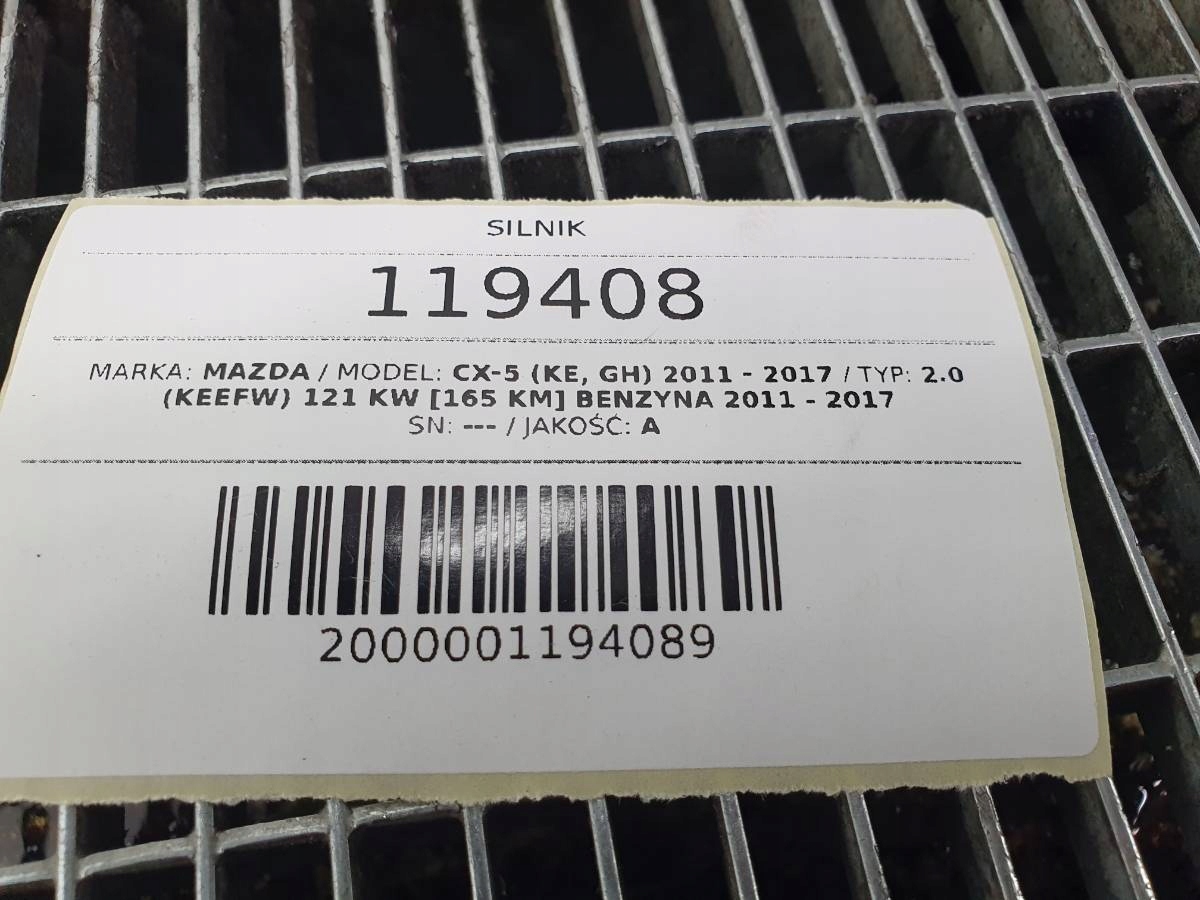 SILNIK
119408
MARKA: MAZDA / MODEL: CX-5 (KE, GH) 2011 - 2017 / TYP: 2.0
(KEEFW) 121 KW [165 KM] BENZYNA 2011 - 2017
SN: --- / JAKOŚĆ: A
2000001194089